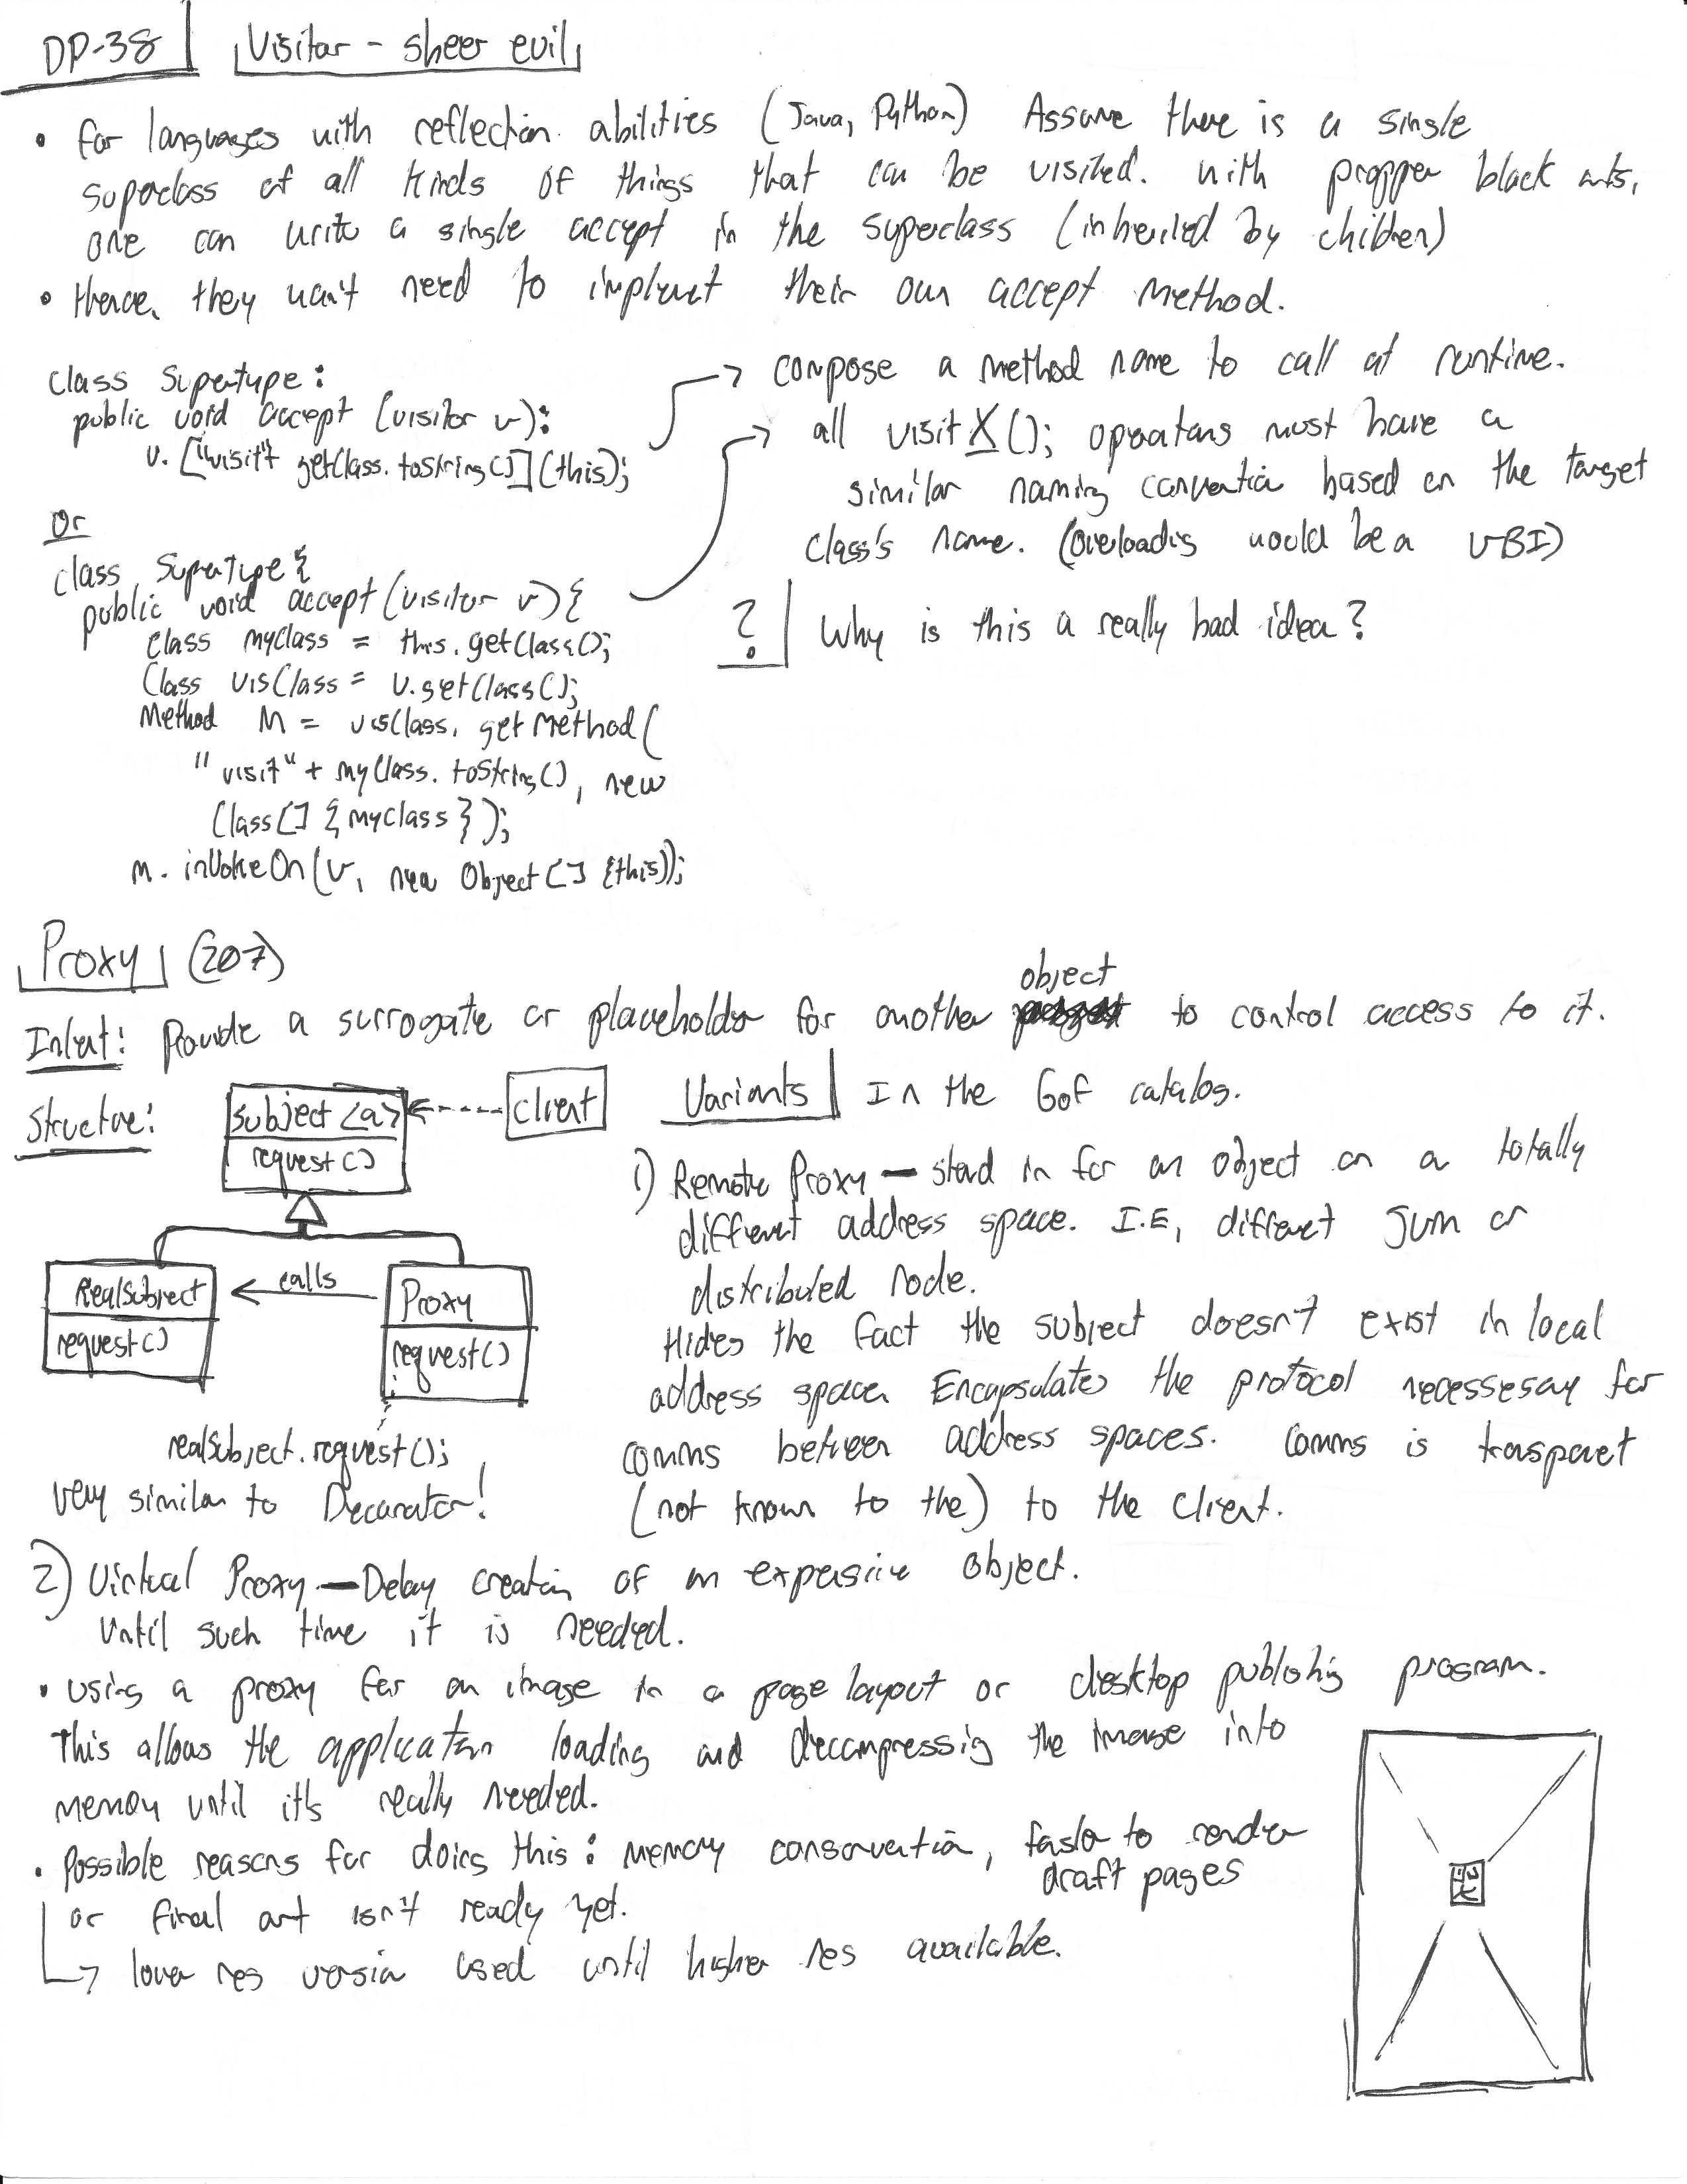 DP-38 Visitor - sheer evil
• for languages with reflection abilities (Java, Python) Assume there is a single
superclass of all kinds of things that can be visited. with propper black arts,
one can write a single accept in the superclass (inherited by children)
• Hence, they won't need to implement their own accept method.
class Supertype:
public void accept (visitor v):
v.["visit"+ getClass.toString()](this);
or
class Supertype {
public void accept (visitor v) {
Class myClass = this.getClass();
Class visClass = v.getClass();
Method M = visClass.getMethod(
"visit" + myClass.toString(), new
Class[] {myClass});
m.invokeOn(v, new Object[] {this});
→ compose a method name to call at runtime.
→ all visitX(); operators must have a
similar naming convention based on the target
class's name. (overloading would be a VBI)
? Why is this a really bad idea?
Proxy (207)
Intent: Provide a surrogate or placeholder for another object to control access to it.
Structure:
Subject <a>
request()
client
RealSubject
request()
calls
Proxy
request()
realSubject.request();
very similar to Decorator!
Variants In the GoF catalog.
1) Remote Proxy — stand in for an object on a totally
different address space. I.E, different JVM or
distributed node.
Hides the fact the subject doesn't exist in local
address space. Encapsulates the protocol necessesary for
comms between address spaces. Comms is transparent
(not known to the) to the client.
2) Virtual Proxy — Delay creation of an expensive object.
Until such time it is needed.
• using a proxy for an image in a page layout or desktop publishing program.
This allows the application loading and decompressing the image into
memory until it's really needed.
• Possible reasons for doing this: memory conservation, faster to render
draft pages
or final art isn't ready yet.
→ lower res version used until higher res available.